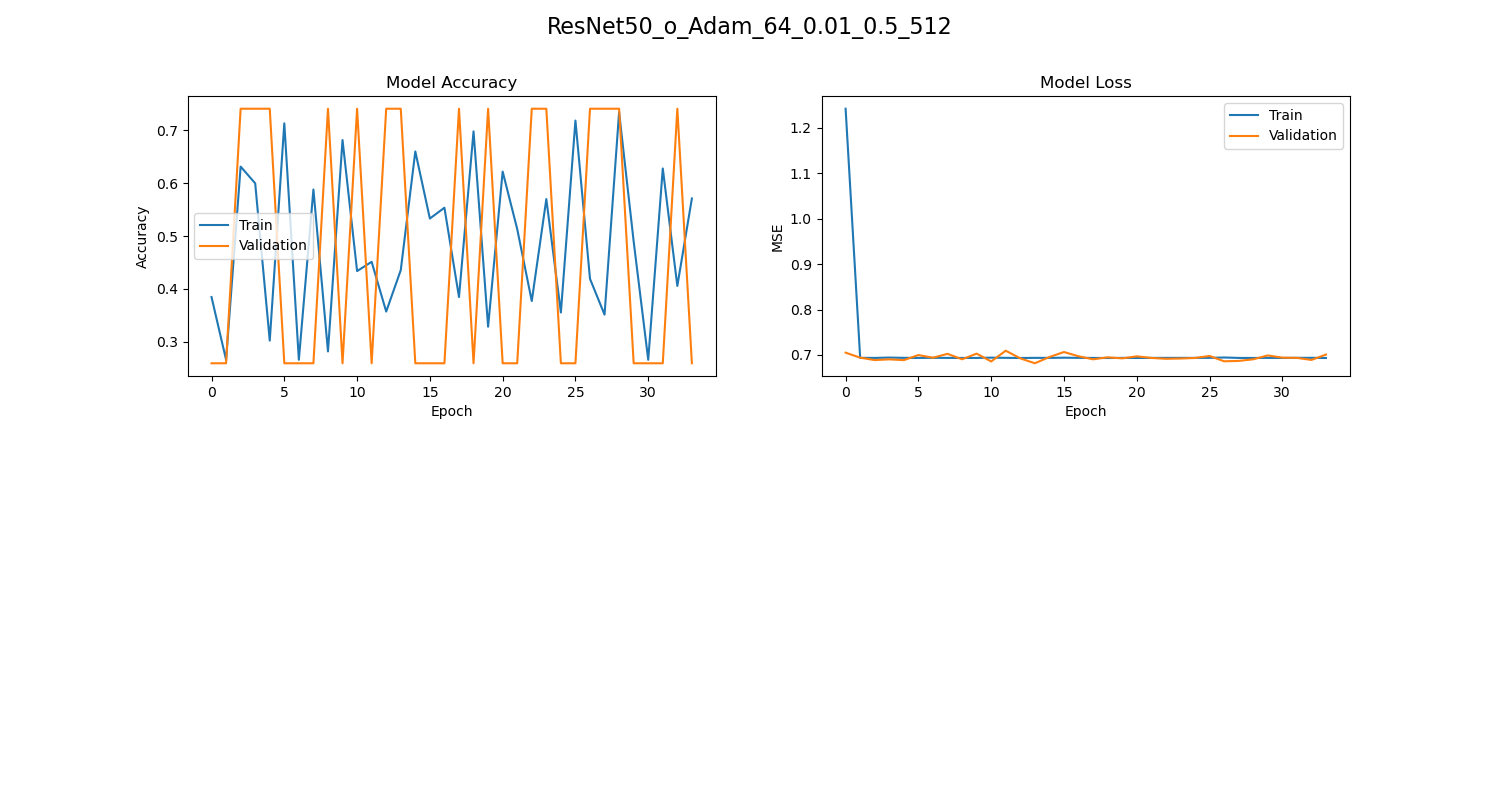 ResNet50_o_Adam_64_0.01_0.5_512
Model Accuracy
Accuracy
0.7
0.6
0.5
0.4
0.3
Train
Validation
0 5 10 15 20 25 30
Epoch
Model Loss
MSE
1.2
1.1
1.0
0.9
0.8
0.7
Train
Validation
0 5 10 15 20 25 30
Epoch